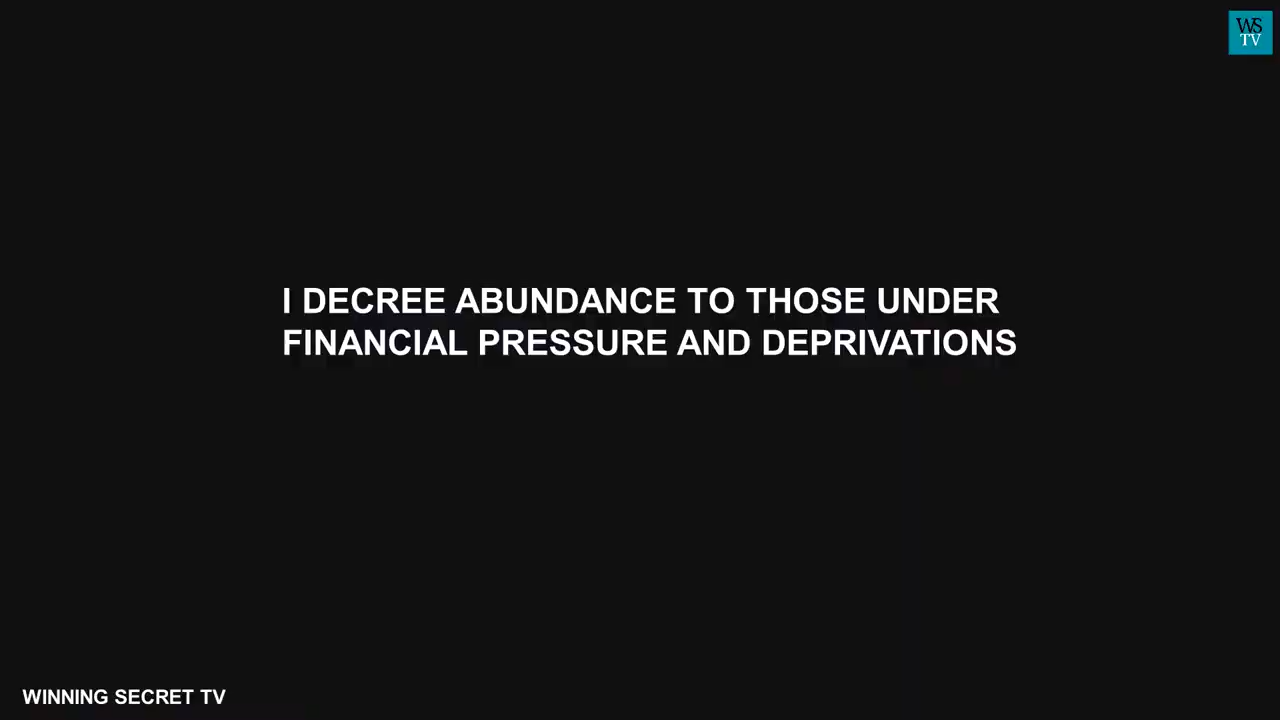 WS
TV
I DECREE ABUNDANCE TO THOSE UNDER
FINANCIAL PRESSURE AND DEPRIVATIONS
WINNING SECRET TV